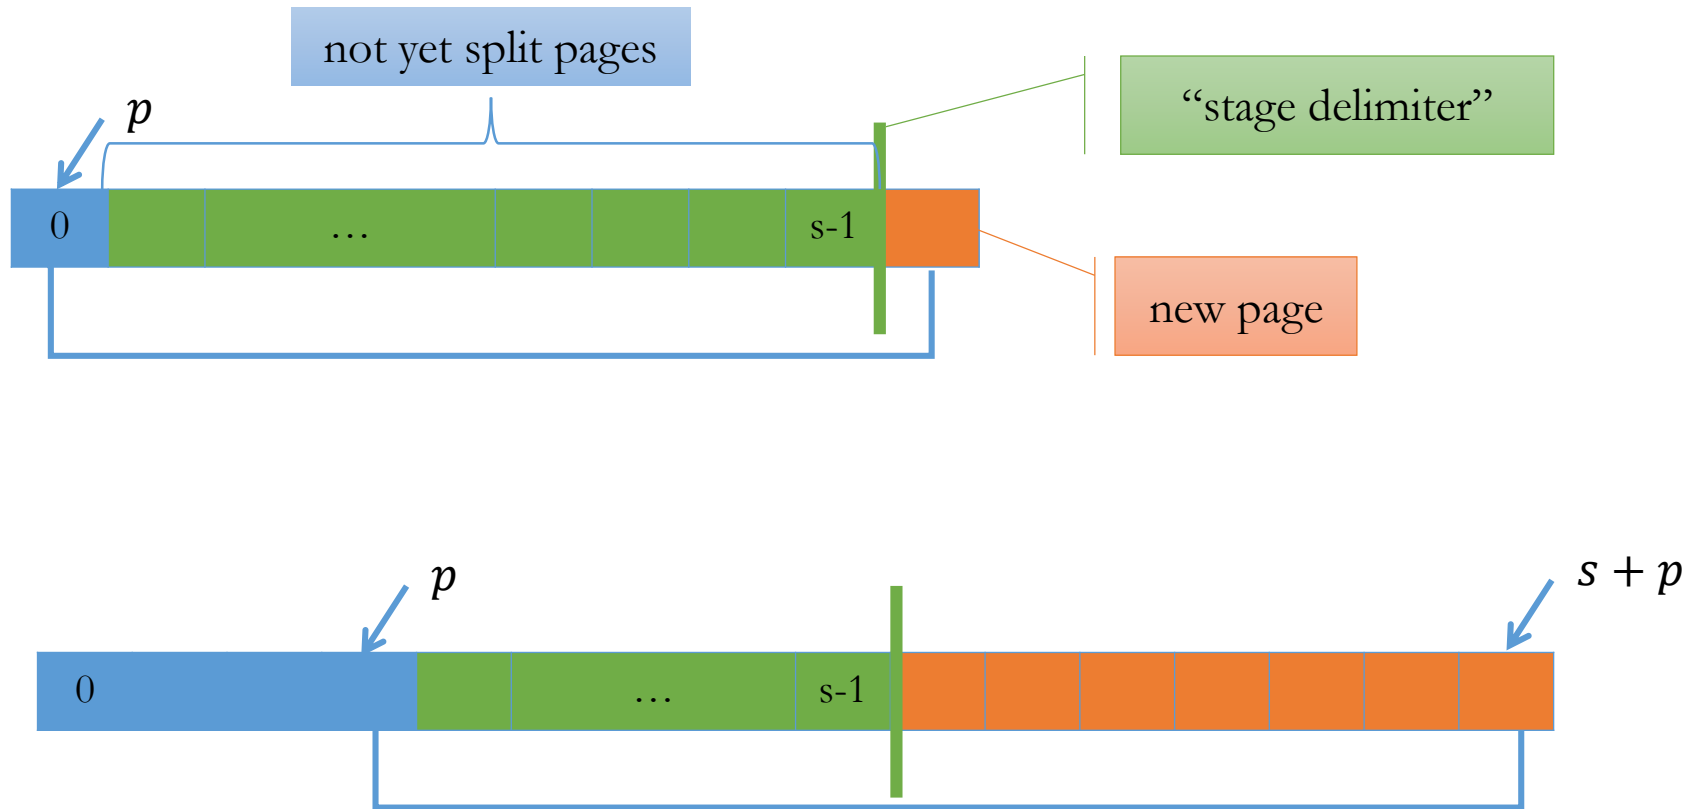 not yet split pages
“stage delimiter”
p
0
…
s-1
new page
p
s + p
0
…
s-1